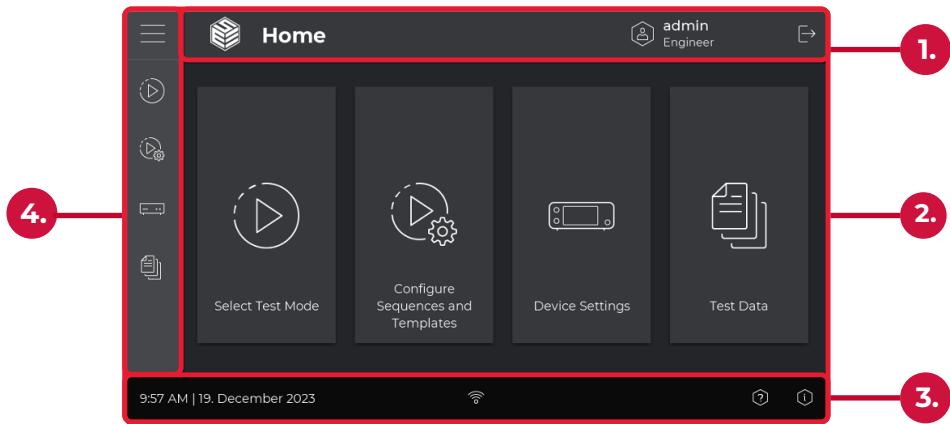 Home
admin
Engineer
1.
4.
2.
Select Test Mode
Configure
Sequences and
Templates
Device Settings
Test Data
9:57 AM | 19. December 2023
3.